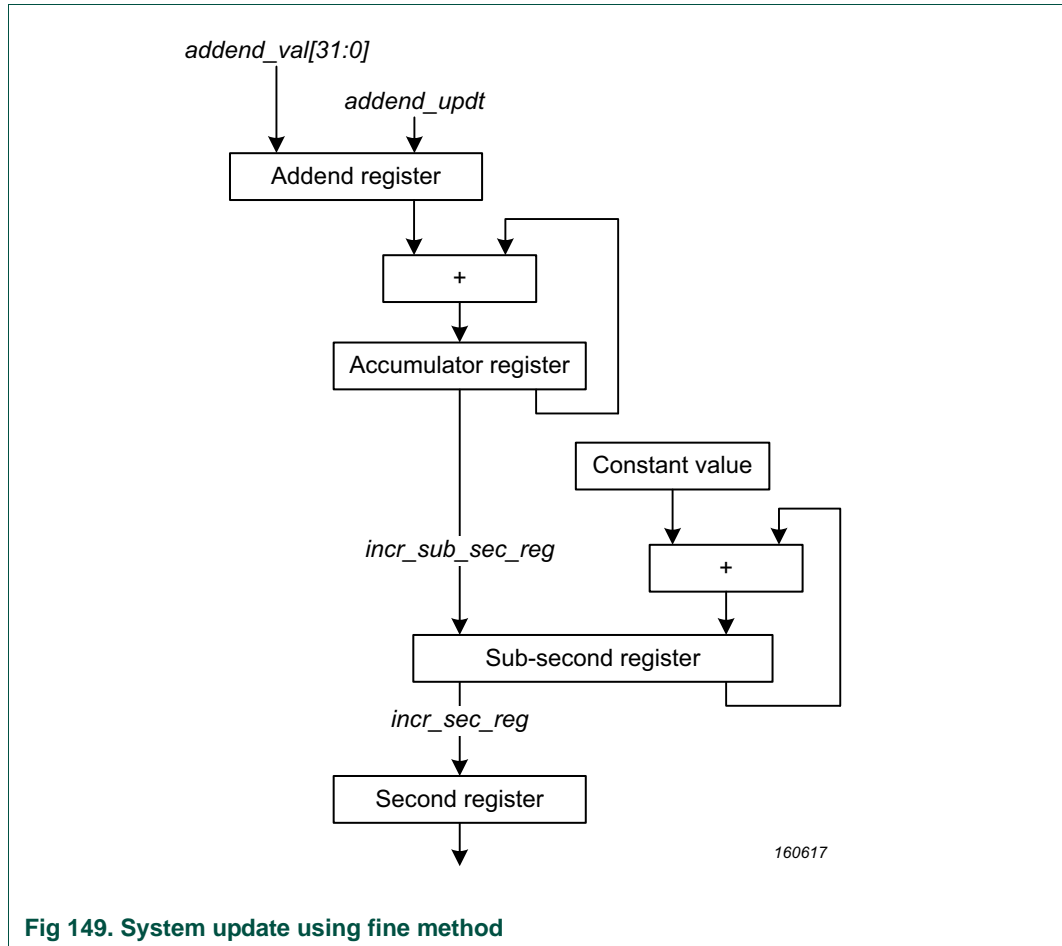 addend_val[31:0]
addend_updt
Addend register
+
Accumulator register
Constant value
incr_sub_sec_reg
+
Sub-second register
incr_sec_reg
Second register
160617
Fig 149. System update using fine method